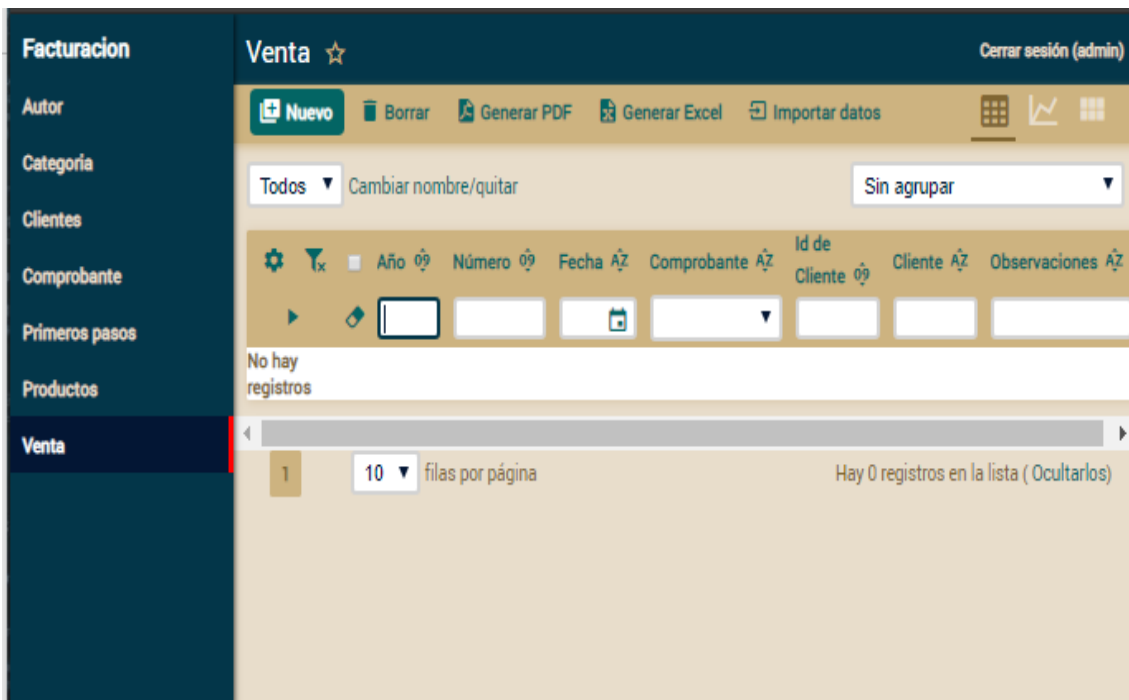 Facturacion
Autor
Categoria
Clientes
Comprobante
Primeros pasos
Productos
Venta
Venta
Cerrar sesión (admin)
Nuevo Borrar Generar PDF Generar Excel Importar datos
Todos Cambiar nombre/quitar Sin agrupar
Año Número Fecha Comprobante Id de Cliente Cliente Observaciones
No hay
registros
1 10 filas por página Hay 0 registros en la lista ( Ocultarlos)